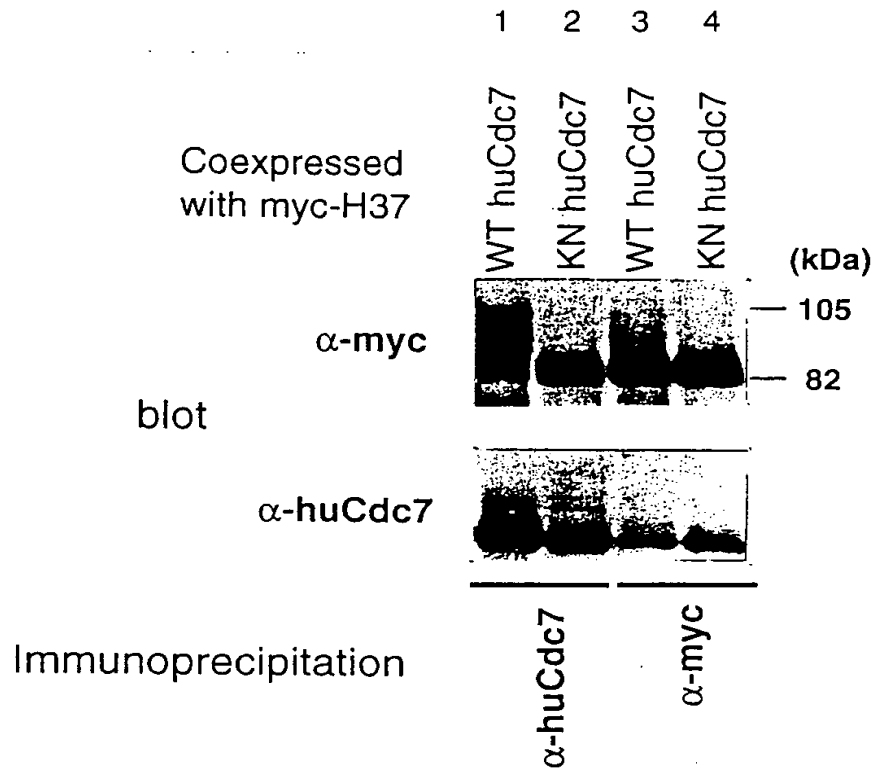 1 2 3 4
Coexpressed
with myc-H37
WT huCdc7
KN huCdc7
WT huCdc7
KN huCdc7
(kDa)
105
α-myc
82
blot
α-huCdc7
Immunoprecipitation
α-huCdc7
α-myc